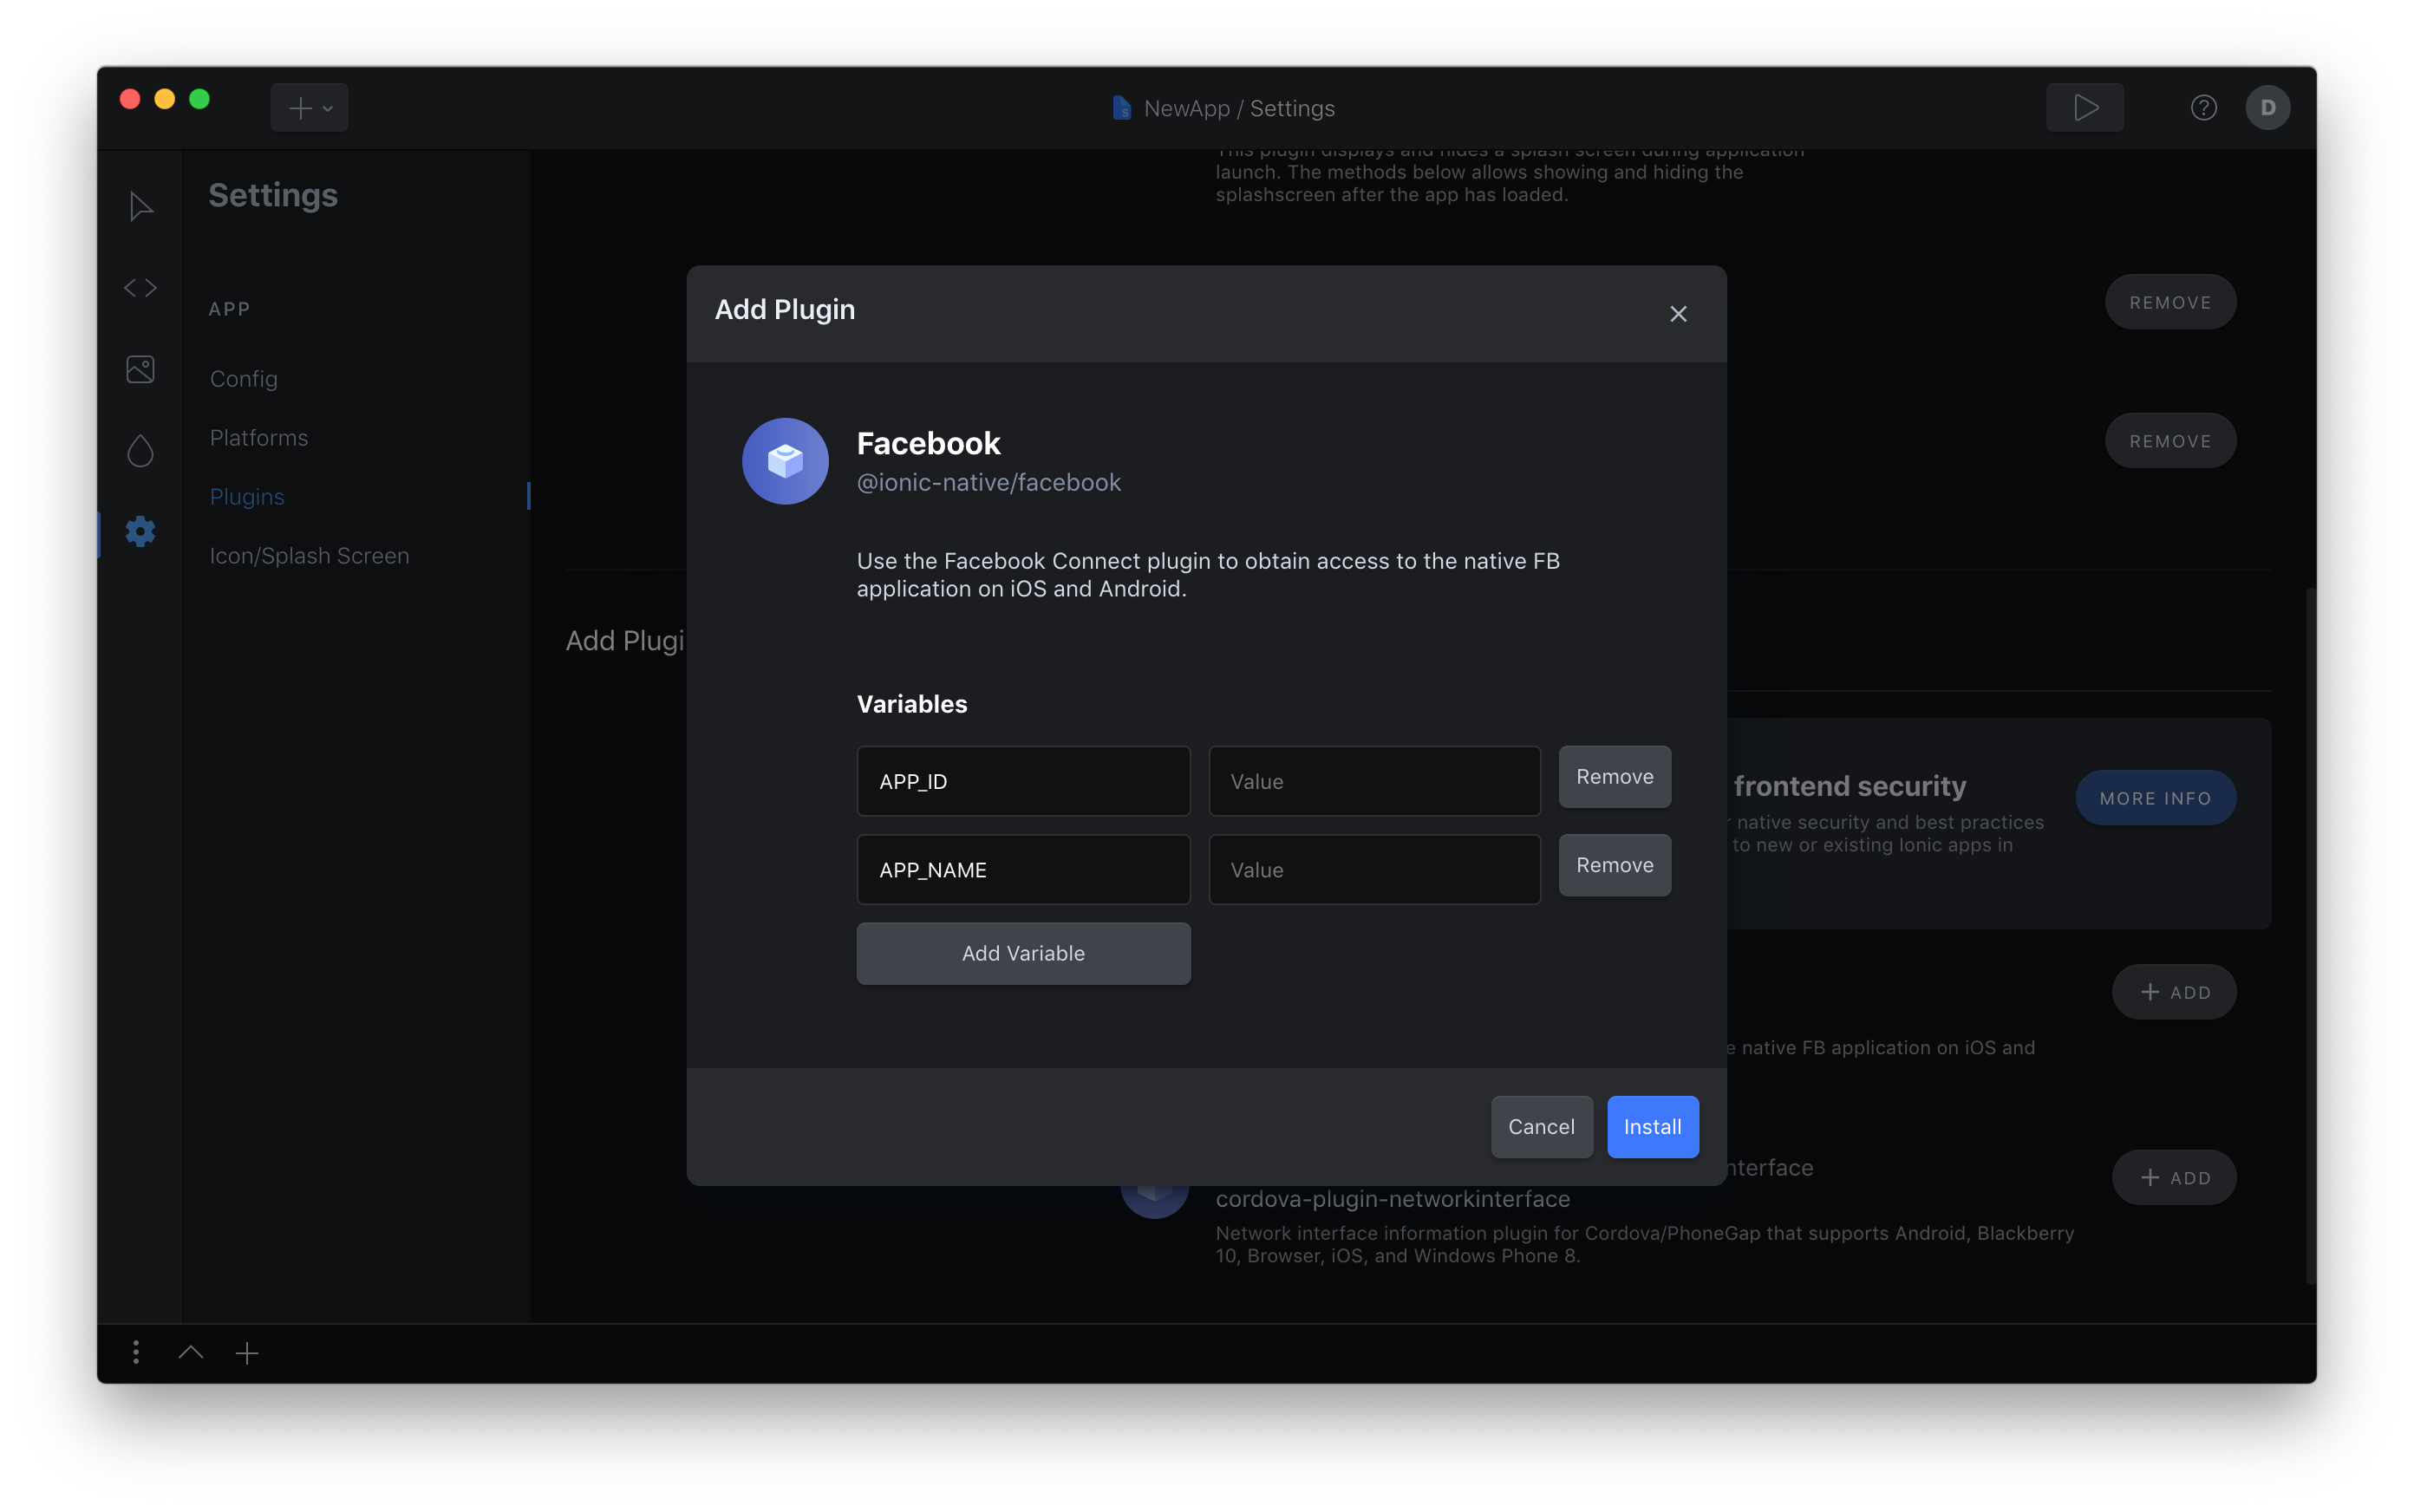 NewApp / Settings
D
Settings
APP
Config
Platforms
Plugins
Icon/Splash Screen
This plugin displays and hides a splash screen during application
launch. The methods below allows showing and hiding the
splashscreen after the app has loaded.
REMOVE
REMOVE
Add Plugi
Add Plugin
Facebook
@ionic-native/facebook
Use the Facebook Connect plugin to obtain access to the native FB
application on iOS and Android.
Variables
APP_ID
Value
Remove
APP_NAME
Value
Remove
Add Variable
Cancel
Install
frontend security
native security and best practices
to new or existing Ionic apps in
MORE INFO
ADD
native FB application on iOS and
nterface
ADD
cordova-plugin-networkinterface
Network interface information plugin for Cordova/PhoneGap that supports Android, Blackberry
10, Browser, iOS, and Windows Phone 8.